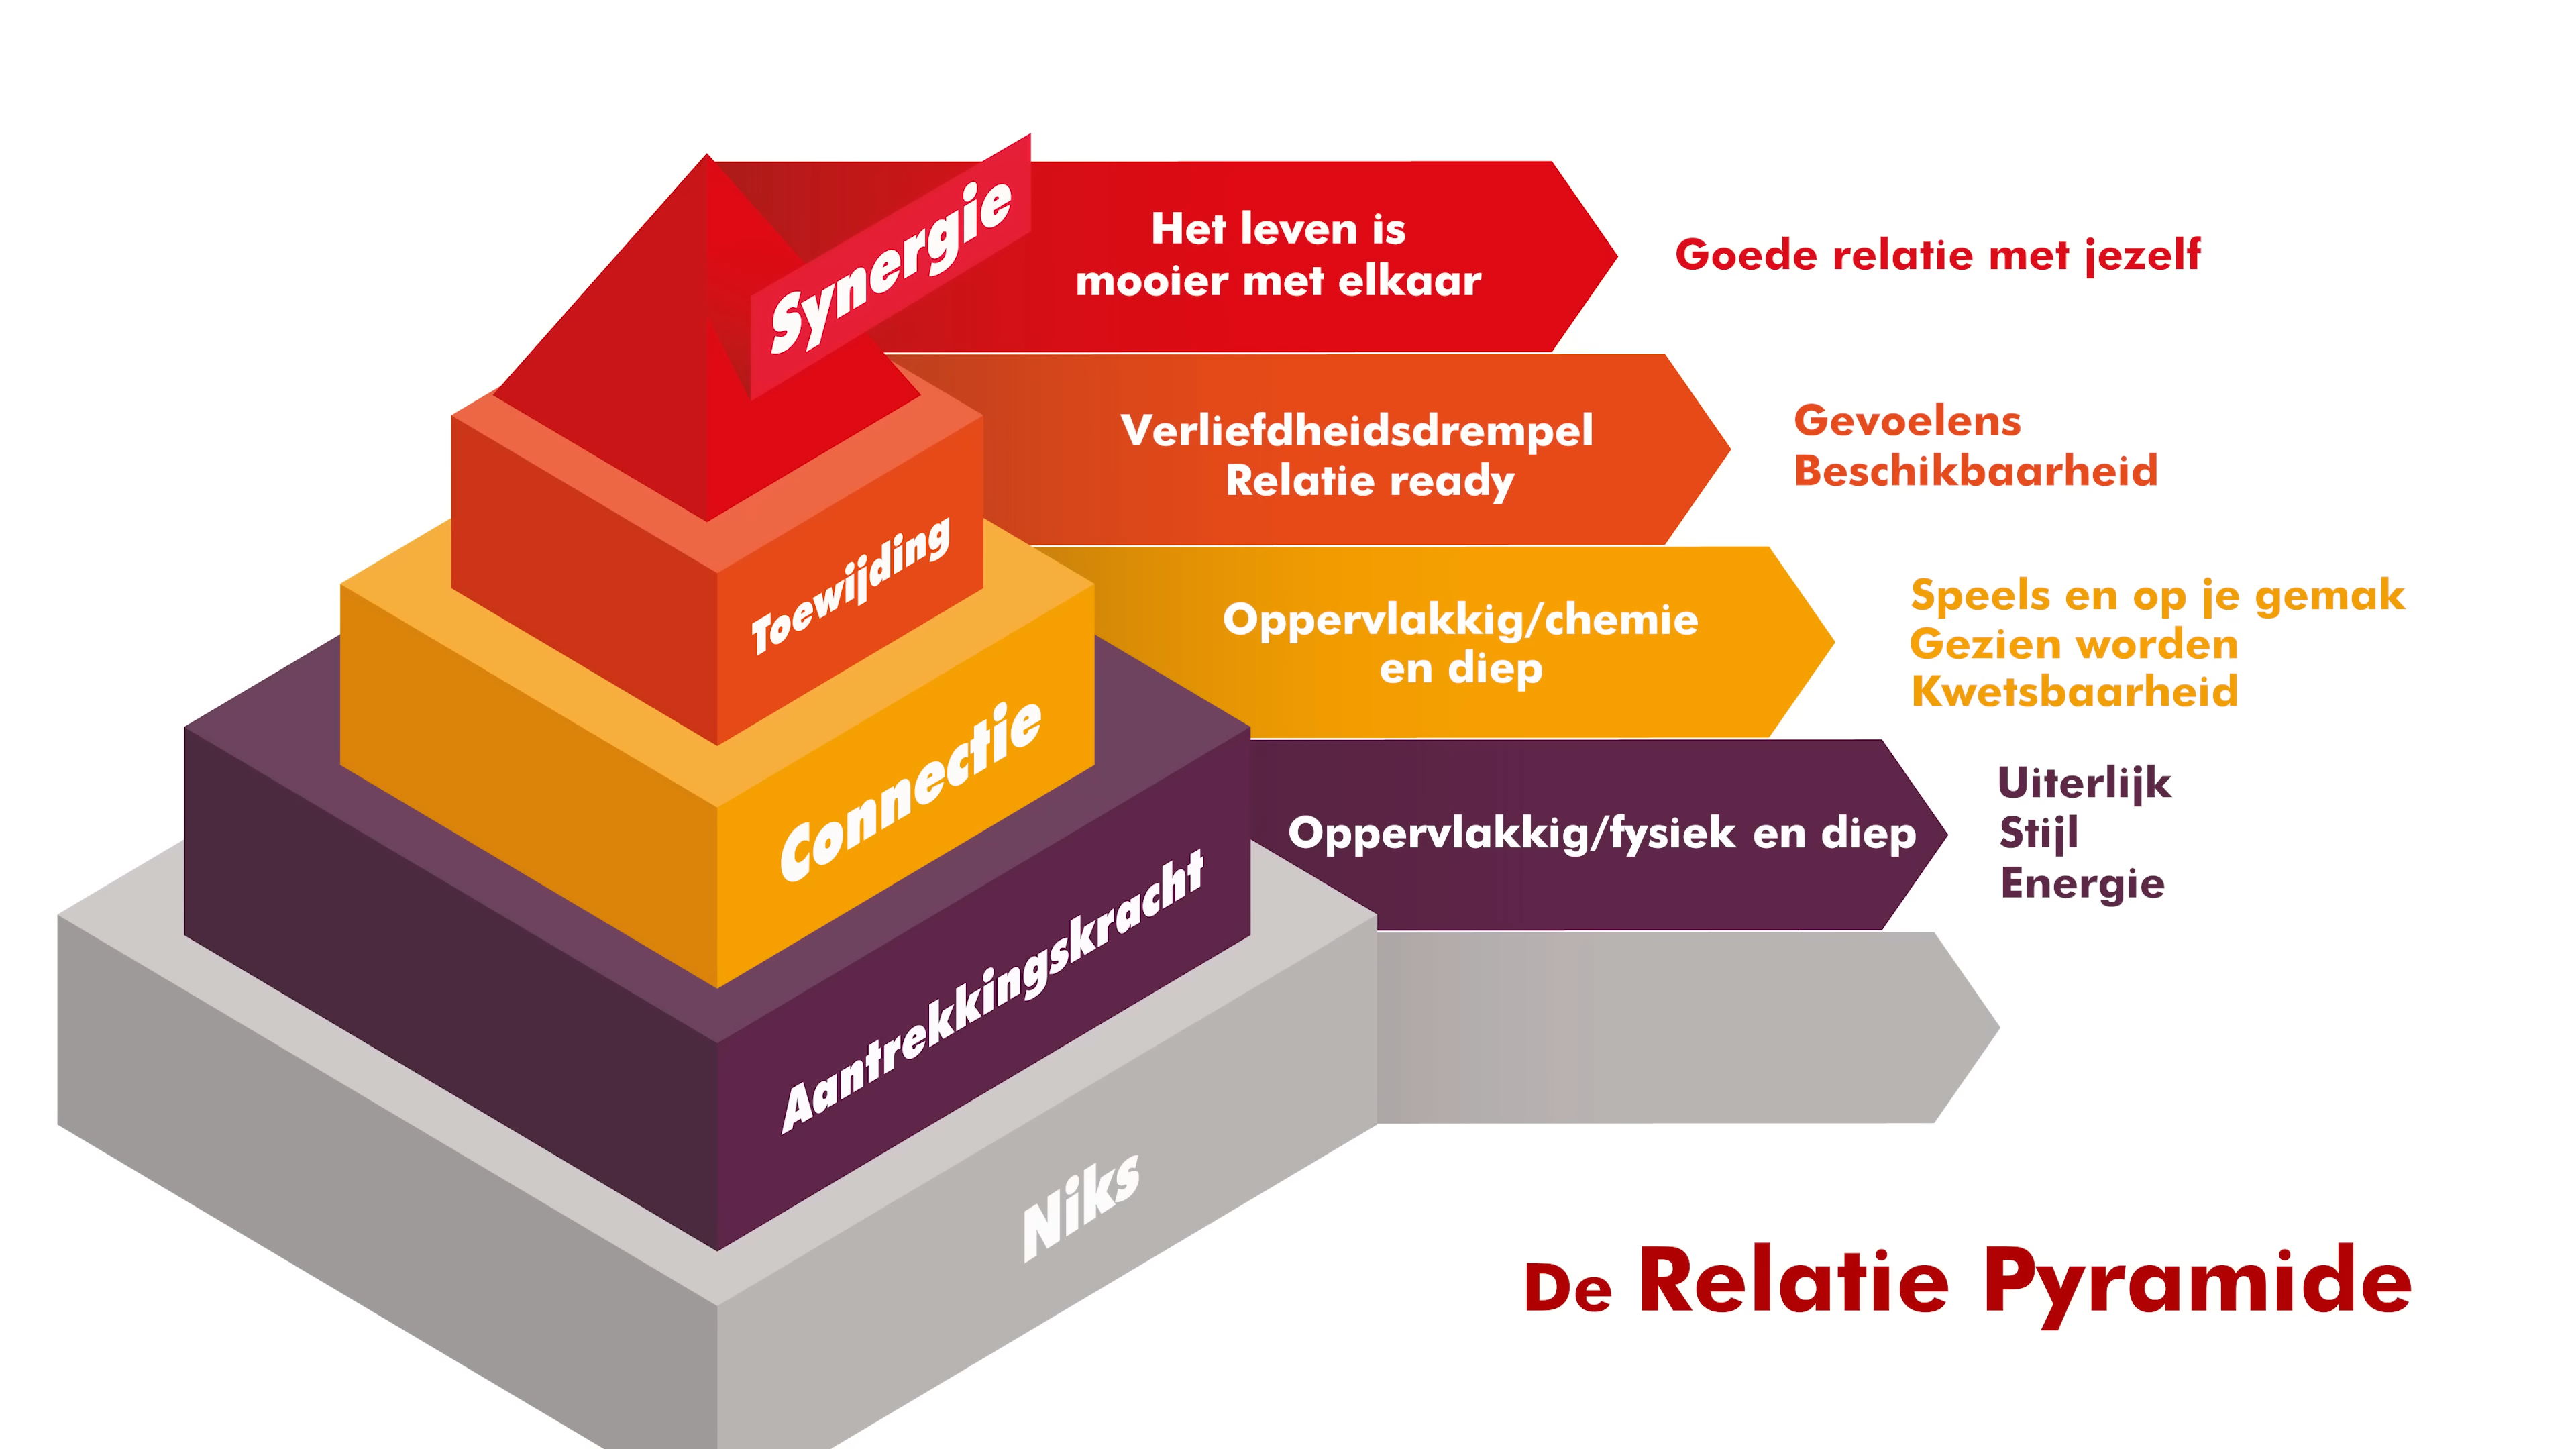 Synergie
Het leven is
mooier met elkaar
Goede relatie met jezelf
Toewijding
Verliefdheidsdrempel
Relatie ready
Gevoelens
Beschikbaarheid
Connectie
Oppervlakkig/chemie
en diep
Speels en op je gemak
Gezien worden
Kwetsbaarheid
Aantrekkingskracht
Oppervlakkig/fysiek en diep
Uiterlijk
Stijl
Energie
Niks
De Relatie Pyramide